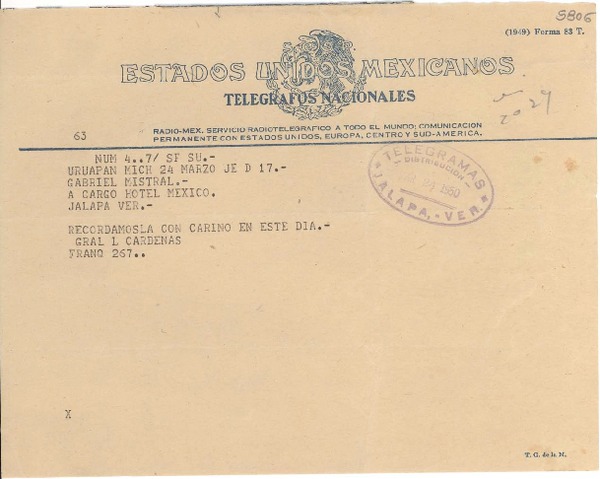 5806
(1949) Forma 83 T.
ESTADOS UNIDOS MEXICANOS
TELEGRAFOS NACIONALES
63
2029
RADIO-MEX. SERVICIO RADIOTELEGRAFICO A TODO EL MUNDO; COMUNICACION
PERMANENTE CON ESTADOS UNIDOS, EUROPA, CENTRO Y SUD-AMERICA.
NUM 4..7/ SF SU.-
URUAPAN MICH 24 MARZO JE D 17.-
GABRIEL MISTRAL.-
A CARGO HOTEL MEXICO.
JALAPA VER.-
TELEGRAMAS
DISTRIBUCION
JALAPA, VER.
RECORDAMOSLA CON CARINO EN ESTE DIA.-
GRAL L CARDENAS
FRANQ 267..
X
T. G. de la M.